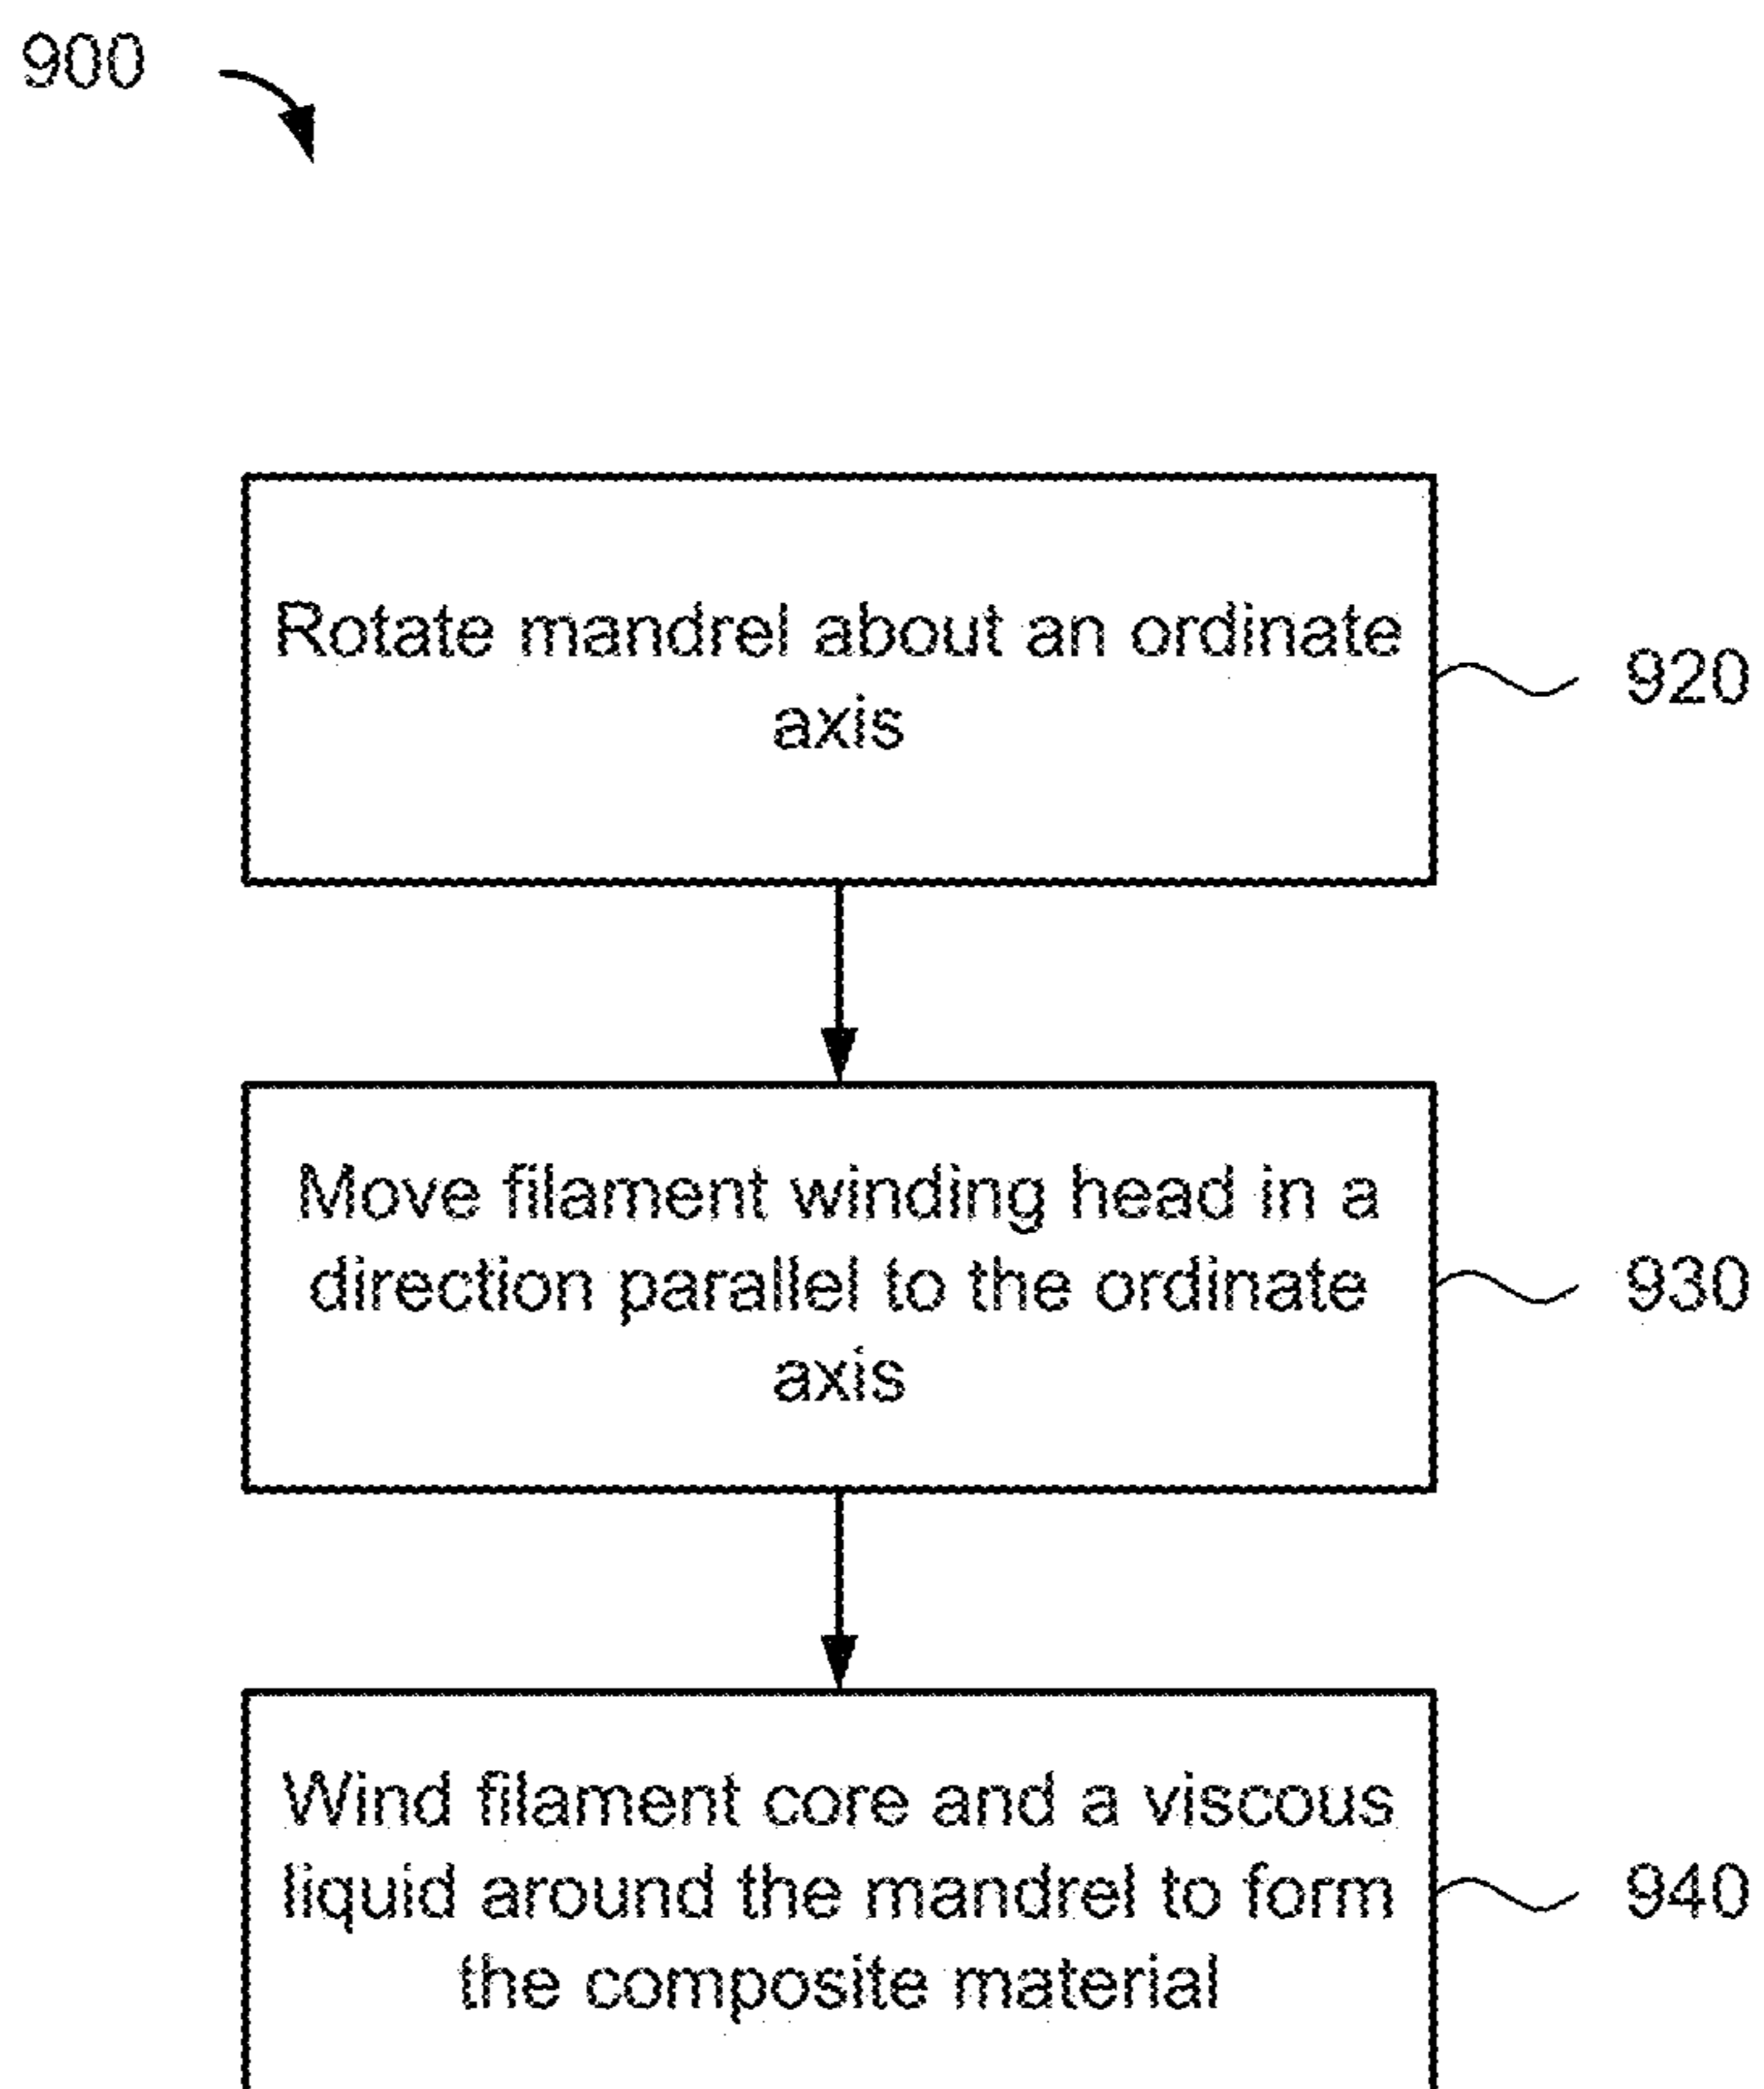 900
Rotate mandrel about an ordinate
axis
920
Move filament winding head in a
direction parallel to the ordinate
axis
930
Wind filament core and a viscous
liquid around the mandrel to form
the composite material
940